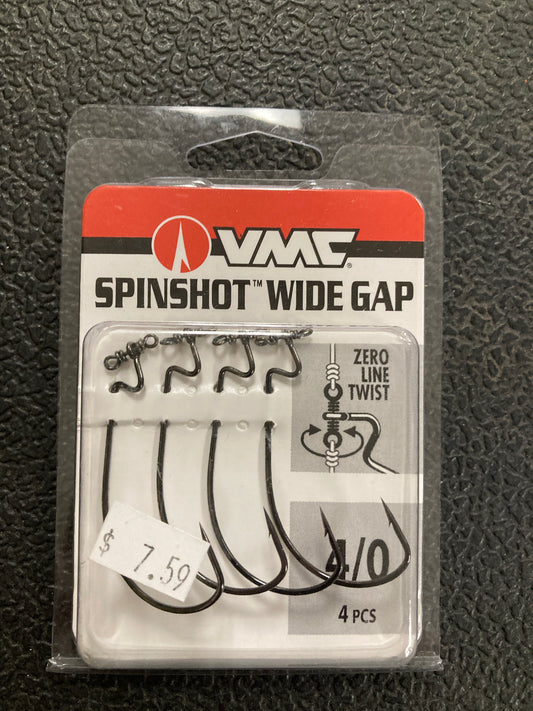 VMC®
SPINSHOT™ WIDE GAP
ZERO
LINE
TWIST
$ 7.59
4/0
4 PCS